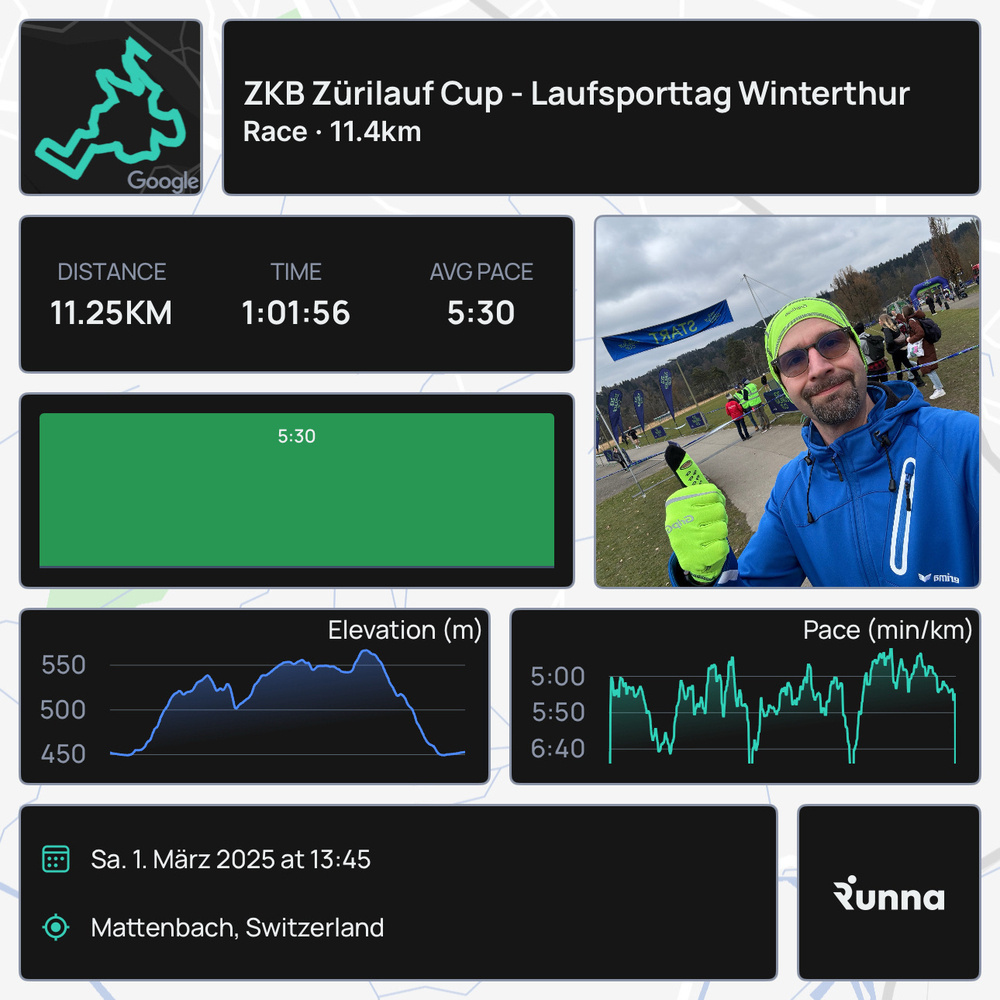 Google
ZKB Zürilauf Cup - Laufsporttag Winterthur
Race · 11.4km
DISTANCE TIME AVG PACE
11.25KM 1:01:56 5:30
START
5:30
erima
Elevation (m)
550
500
450
Pace (min/km)
5:00
5:50
6:40
Sa. 1. März 2025 at 13:45
Mattenbach, Switzerland
Runna